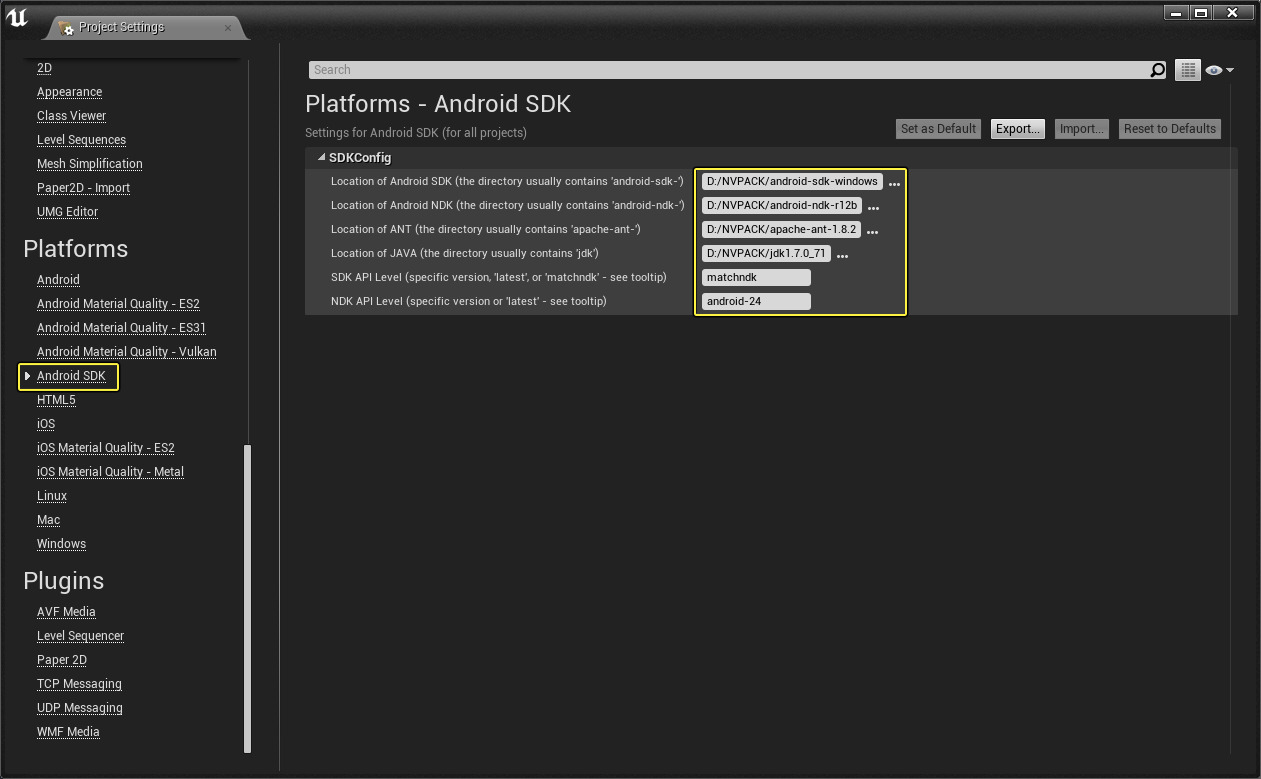 Project Settings
2D
Appearance
Class Viewer
Level Sequences
Mesh Simplification
Paper2D - Import
UMG Editor
Platforms
Android
Android Material Quality - ES2
Android Material Quality - ES31
Android Material Quality - Vulkan
Android SDK
HTML5
iOS
iOS Material Quality - ES2
iOS Material Quality - Metal
Linux
Mac
Windows
Plugins
AVF Media
Level Sequencer
Paper 2D
TCP Messaging
UDP Messaging
WMF Media
Search
Platforms - Android SDK
Settings for Android SDK (for all projects)
Set as Default Export... Import... Reset to Defaults
SDKConfig
Location of Android SDK (the directory usually contains 'android-sdk-') D:/NVPACK/android-sdk-windows ...
Location of Android NDK (the directory usually contains 'android-ndk-') D:/NVPACK/android-ndk-r12b ...
Location of ANT (the directory usually contains 'apache-ant-') D:/NVPACK/apache-ant-1.8.2 ...
Location of JAVA (the directory usually contains 'jdk') D:/NVPACK/jdk1.7.0_71 ...
SDK API Level (specific version, 'latest', or 'matchndk' - see tooltip) matchndk
NDK API Level (specific version or 'latest' - see tooltip) android-24